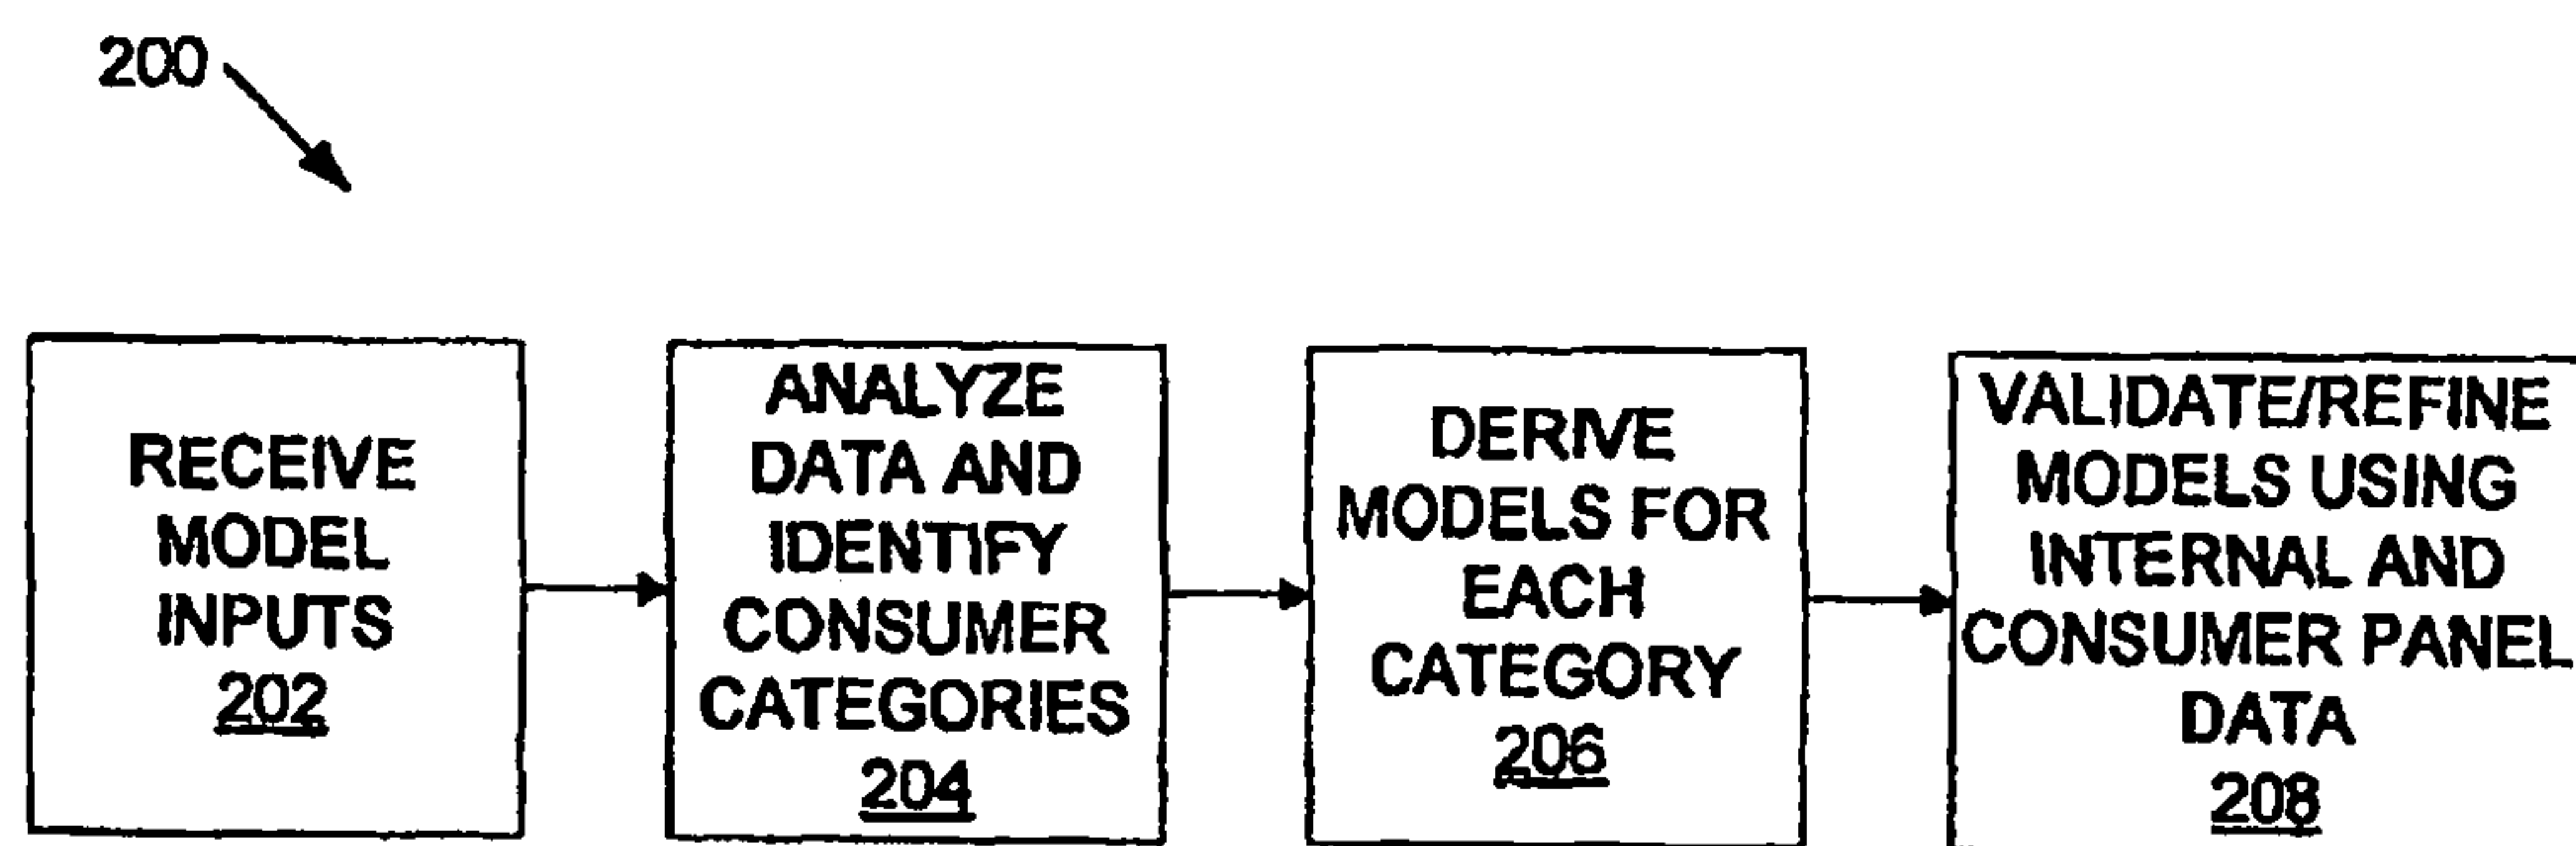 200
RECEIVE
MODEL
INPUTS
202
ANALYZE
DATA AND
IDENTIFY
CONSUMER
CATEGORIES
204
DERIVE
MODELS FOR
EACH
CATEGORY
206
VALIDATE/REFINE
MODELS USING
INTERNAL AND
CONSUMER PANEL
DATA
208